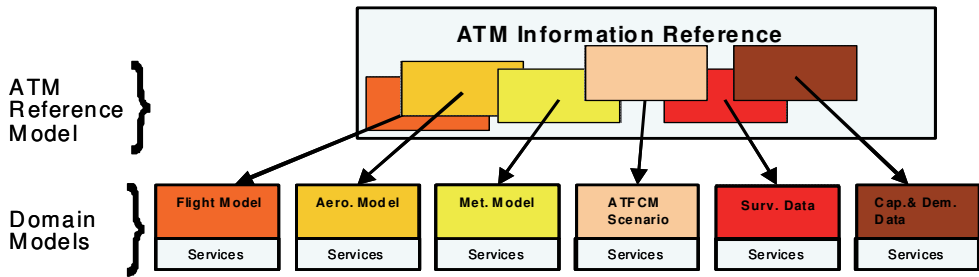 ATM Information Reference
ATM
Reference
Model
Domain
Models
Flight Model
Services
Aero. Model
Services
Met. Model
Services
ATFCM
Scenario
Services
Surv. Data
Services
Cap.& Dem.
Data
Services